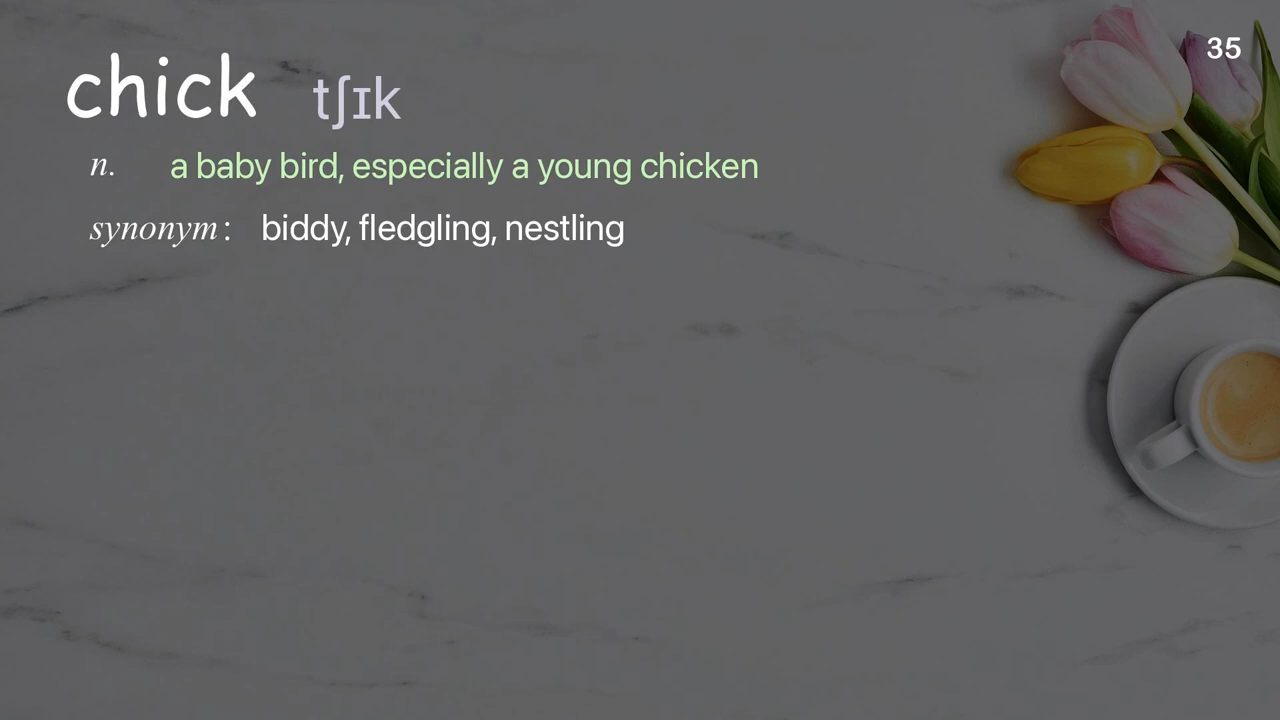 35
chick tʃɪk
n. a baby bird, especially a young chicken
synonym: biddy, fledgling, nestling